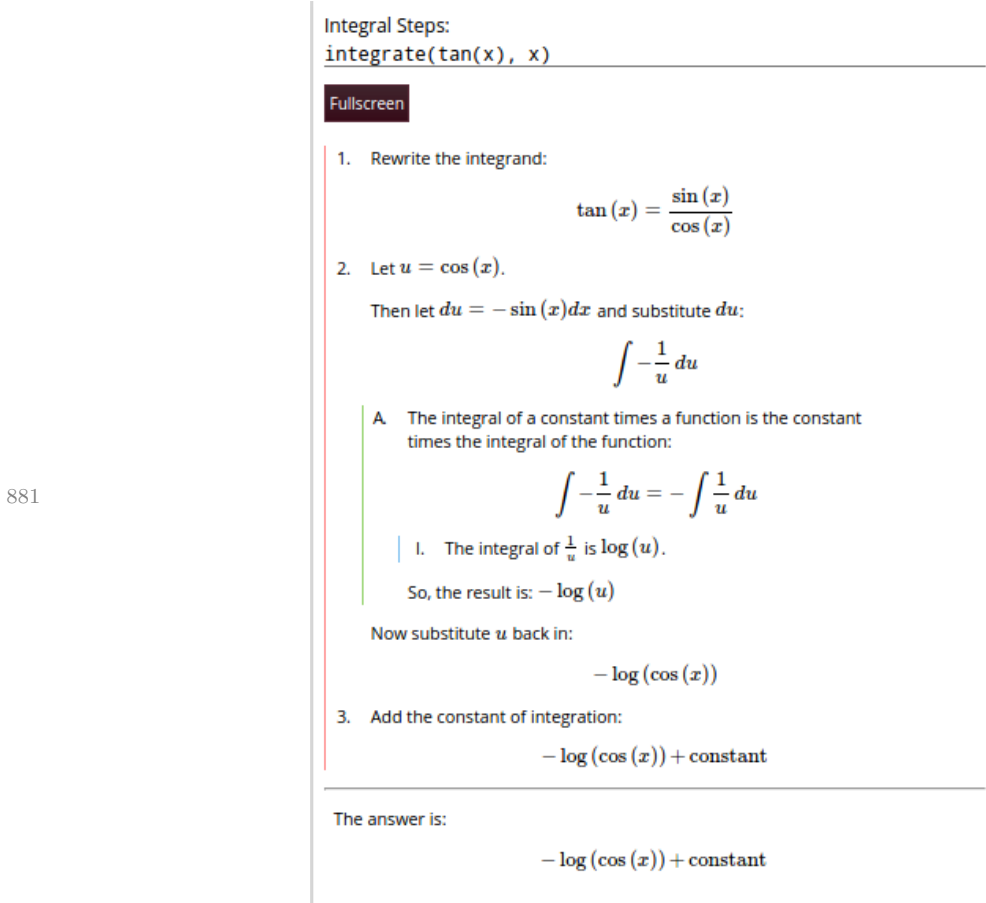 Integral Steps:
integrate(tan(x), x)
Fullscreen
1. Rewrite the integrand:
tan (x) = sin (x) / cos (x)
2. Let u = cos (x).
Then let du = − sin (x)dx and substitute du:
∫ −1/u du
A. The integral of a constant times a function is the constant
times the integral of the function:
∫ −1/u du = − ∫ 1/u du
I. The integral of 1/u is log (u).
So, the result is: − log (u)
Now substitute u back in:
− log (cos (x))
3. Add the constant of integration:
− log (cos (x)) + constant
The answer is:
− log (cos (x)) + constant
881